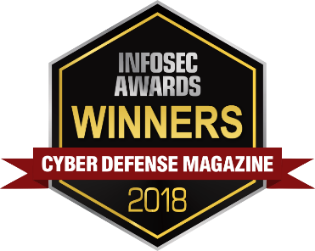 INFOSEC
AWARDS
WINNERS
CYBER DEFENSE MAGAZINE
2018